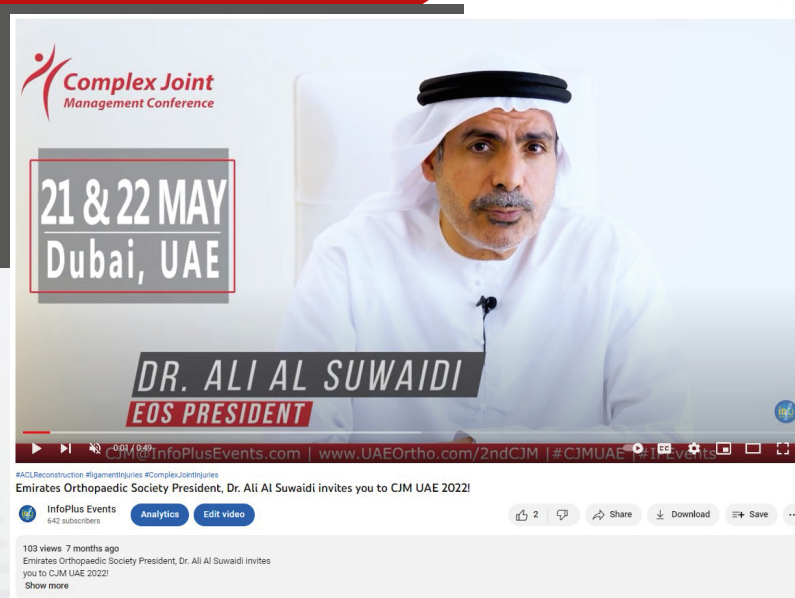 Complex Joint
Management Conference
21 & 22 MAY
Dubai, UAE
DR. ALI AL SUWAIDI
EOS PRESIDENT
0:01 / 0:49
CJM@InfoPlusEvents.com | www.UAEOrtho.com/2ndCJM |#CJMUAE |#IPEvents
#ACLReconstruction #ligamentInjuries #ComplexJointInjuries
Emirates Orthopaedic Society President, Dr. Ali Al Suwaidi invites you to CJM UAE 2022!
InfoPlus Events
642 subscribers
Analytics
Edit video
2
Share
Download
Save
103 views 7 months ago
Emirates Orthopaedic Society President, Dr. Ali Al Suwaidi invites
you to CJM UAE 2022!
Show more